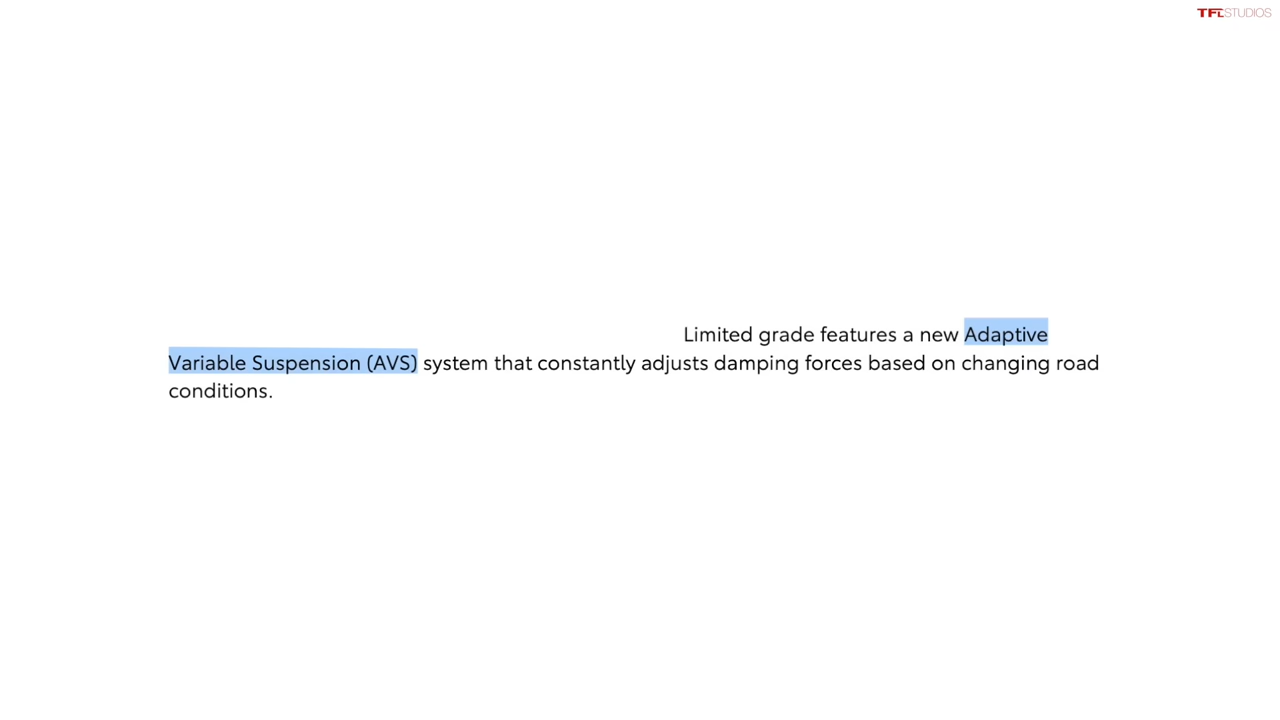 TFLSTUDIOS
Limited grade features a new Adaptive
Variable Suspension (AVS) system that constantly adjusts damping forces based on changing road
conditions.